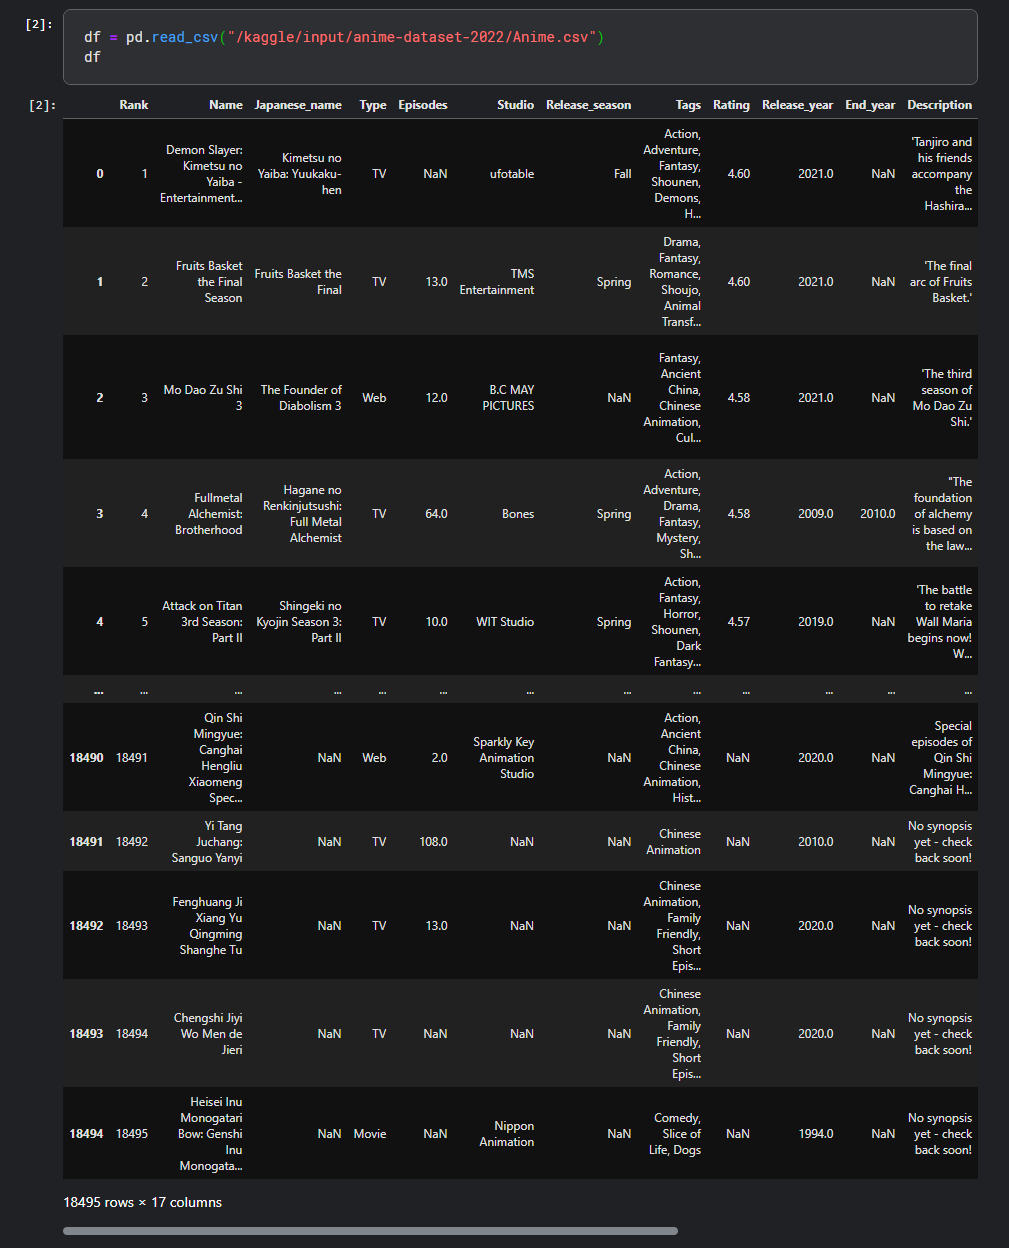 [2]:
df = pd.read_csv("/kaggle/input/anime-dataset-2022/Anime.csv")
df
[2]:
Rank Name Japanese_name Type Episodes Studio Release_season Tags Rating Release_year End_year Description
0 1 Demon Slayer: Kimetsu no Yaiba - Entertainment... Kimetsu no Yaiba: Yuukaku-hen TV NaN ufotable Fall Action, Adventure, Fantasy, Shounen, Demons, H... 4.60 2021.0 NaN 'Tanjiro and his friends accompany the Hashira...
1 2 Fruits Basket the Final Season Fruits Basket the Final TV 13.0 TMS Entertainment Spring Drama, Fantasy, Romance, Shoujo, Animal Transf... 4.60 2021.0 NaN 'The final arc of Fruits Basket.'
2 3 Mo Dao Zu Shi 3 The Founder of Diabolism 3 Web 12.0 B.C MAY PICTURES NaN Fantasy, Ancient China, Chinese Animation, Cul... 4.58 2021.0 NaN 'The third season of Mo Dao Zu Shi.'
3 4 Fullmetal Alchemist: Brotherhood Hagane no Renkinjutsushi: Full Metal Alchemist TV 64.0 Bones Spring Action, Adventure, Drama, Fantasy, Mystery, Sh... 4.58 2009.0 2010.0 "The foundation of alchemy is based on the law...
4 5 Attack on Titan 3rd Season: Part II Shingeki no Kyojin Season 3: Part II TV 10.0 WIT Studio Spring Action, Fantasy, Horror, Shounen, Dark Fantasy... 4.57 2019.0 NaN 'The battle to retake Wall Maria begins now! W...
... ... ... ... ... ... ... ... ... ... ... ... ...
18490 18491 Qin Shi Mingyue: Canghai Hengliu Xiaomeng Spec... NaN Web 2.0 Sparkly Key Animation Studio NaN Action, Ancient China, Chinese Animation, Hist... NaN 2020.0 NaN Special episodes of Qin Shi Mingyue: Canghai H...
18491 18492 Yi Tang Juchang: Sanguo Yanyi NaN TV 108.0 NaN NaN Chinese Animation NaN 2010.0 NaN No synopsis yet - check back soon!
18492 18493 Fenghuang Ji Xiang Yu Qingming Shanghe Tu NaN TV 13.0 NaN NaN Chinese Animation, Family Friendly, Short Epis... NaN 2020.0 NaN No synopsis yet - check back soon!
18493 18494 Chengshi Jiyi Wo Men de Jieri NaN TV NaN NaN NaN Chinese Animation, Family Friendly, Short Epis... NaN 2020.0 NaN No synopsis yet - check back soon!
18494 18495 Heisei Inu Monogatari Bow: Genshi Inu Monogata... NaN Movie NaN Nippon Animation NaN Comedy, Slice of Life, Dogs NaN 1994.0 NaN No synopsis yet - check back soon!
18495 rows × 17 columns